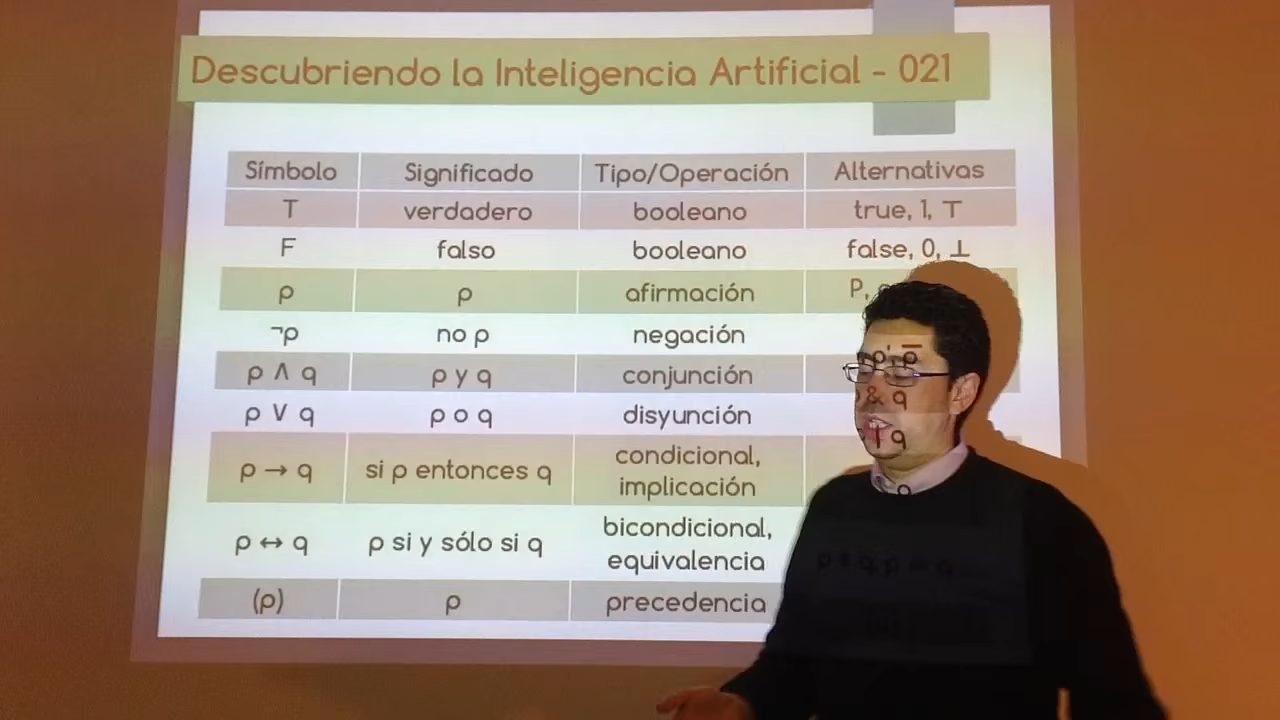 Descubriendo la Inteligencia Artificial - 021
Símbolo Significado Tipo/Operación Alternativas
T verdadero booleano true, 1, ⊤
F falso booleano false, 0, ⊥
p p afirmación P,
¬p no p negación p' p̅
p ∧ q p y q conjunción & q
p ∨ q p o q disyunción q
p → q si p entonces q condicional,
implicación
p ↔ q p si y sólo si q bicondicional,
equivalencia
(p) p precedencia